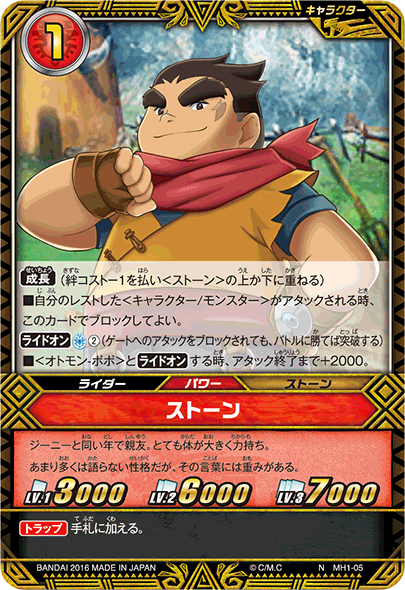 1
キャラクター
成長 (絆コスト-1を払い<ストーン>の上か下に重ねる)
■自分のレストした<キャラクター/モンスター>がアタックされる時、
このカードでブロックしてよい。
ライドオン ② (ゲートへのアタックをブロックされても、バトルに勝てば突破する)
■<オトモン・ボボ>とライドオンする時、アタック終了まで+2000。
ライダー パワー ストーン
ストーン
ジーニーと同い年で親友。とても体が大きく力持ち。
あまり多くは語らない性格だが、その言葉には重みがある。
LV.1 3000 LV.2 6000 LV.3 7000
トラップ 手札に加える。
BANDAI 2016 MADE IN JAPAN © C/M.C N MH1-05